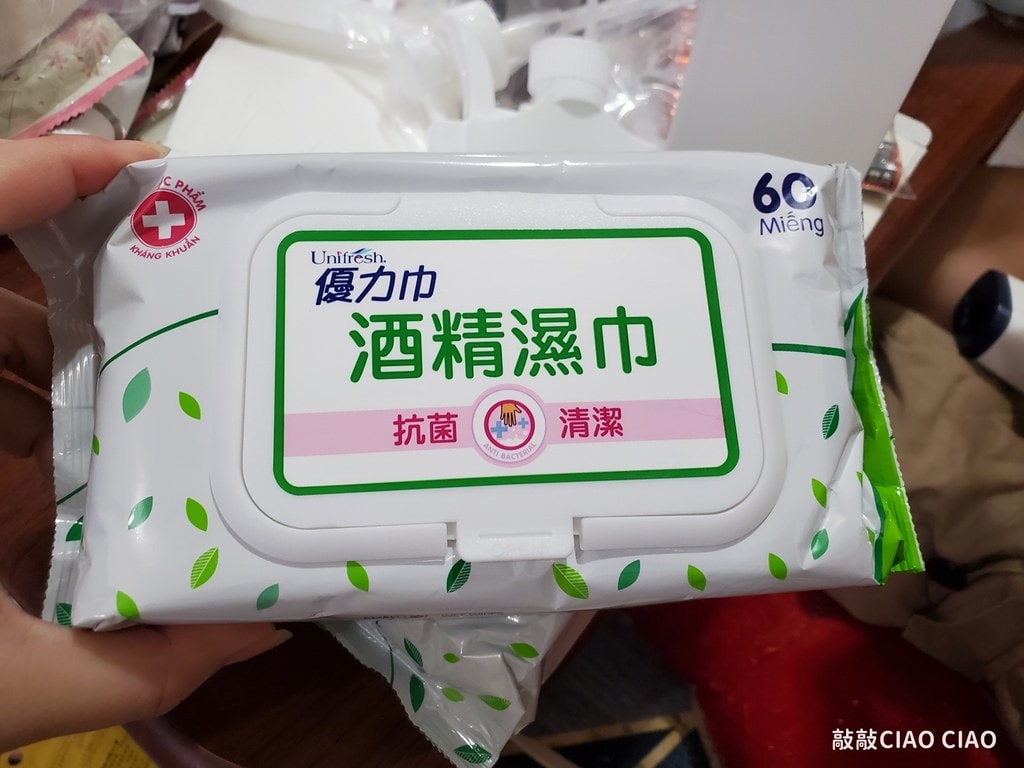 PHẨM
KHÁNG KHUẨN
60
Miếng
Unifresh.
優力巾
酒精濕巾
抗菌
清潔
ANTI BACTERIAL
OPEN
敲敲CIAO CIAO